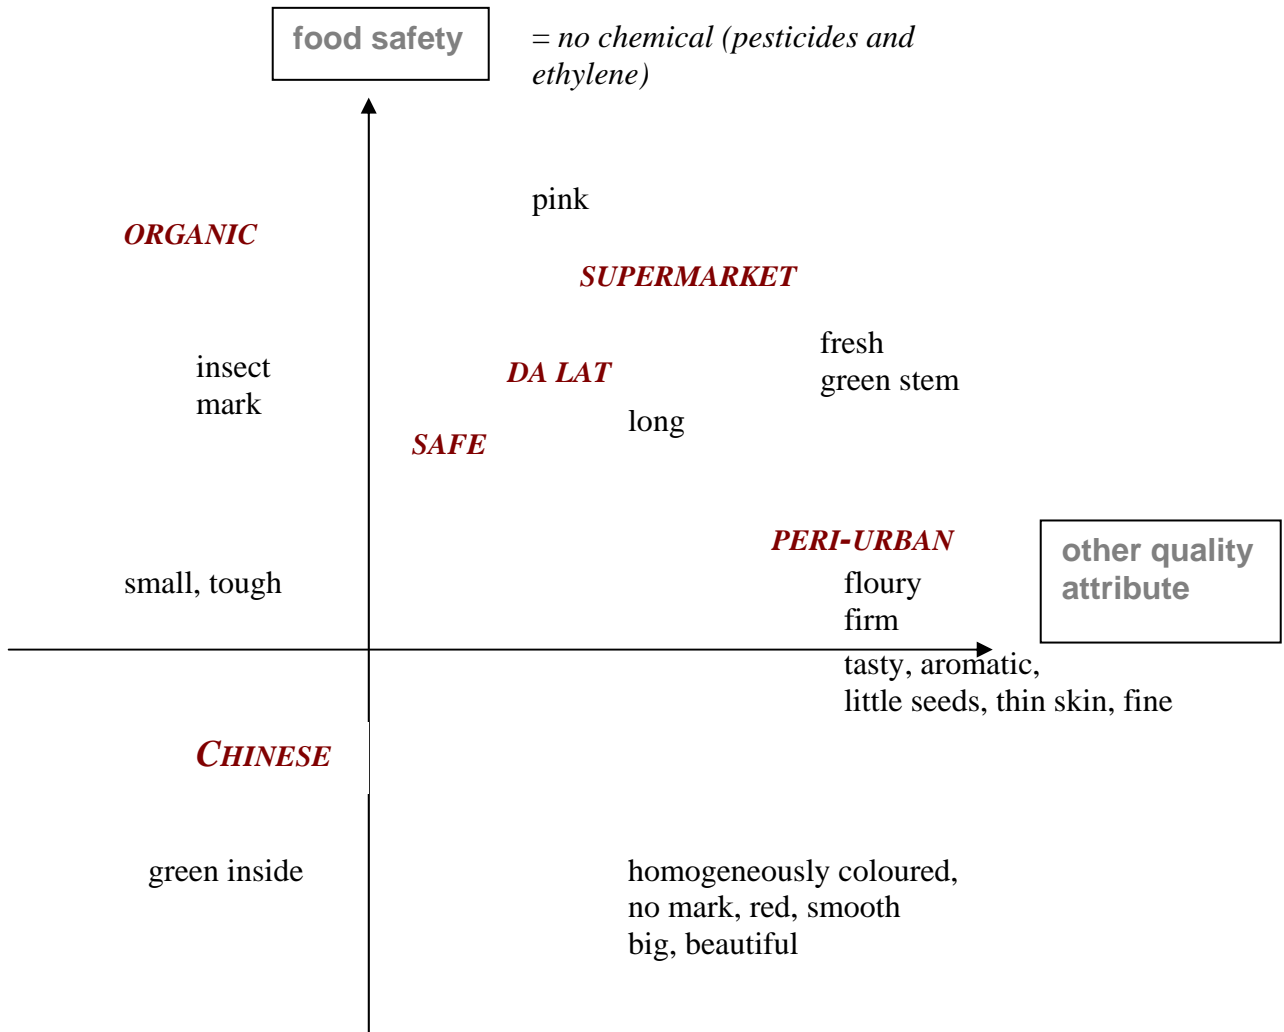 food safety
= no chemical (pesticides and
ethylene)
pink
ORGANIC
SUPERMARKET
fresh
green stem
insect
mark
DA LAT
long
SAFE
PERI-URBAN
other quality
attribute
small, tough
floury
firm
tasty, aromatic,
little seeds, thin skin, fine
CHINESE
green inside
homogeneously coloured,
no mark, red, smooth
big, beautiful